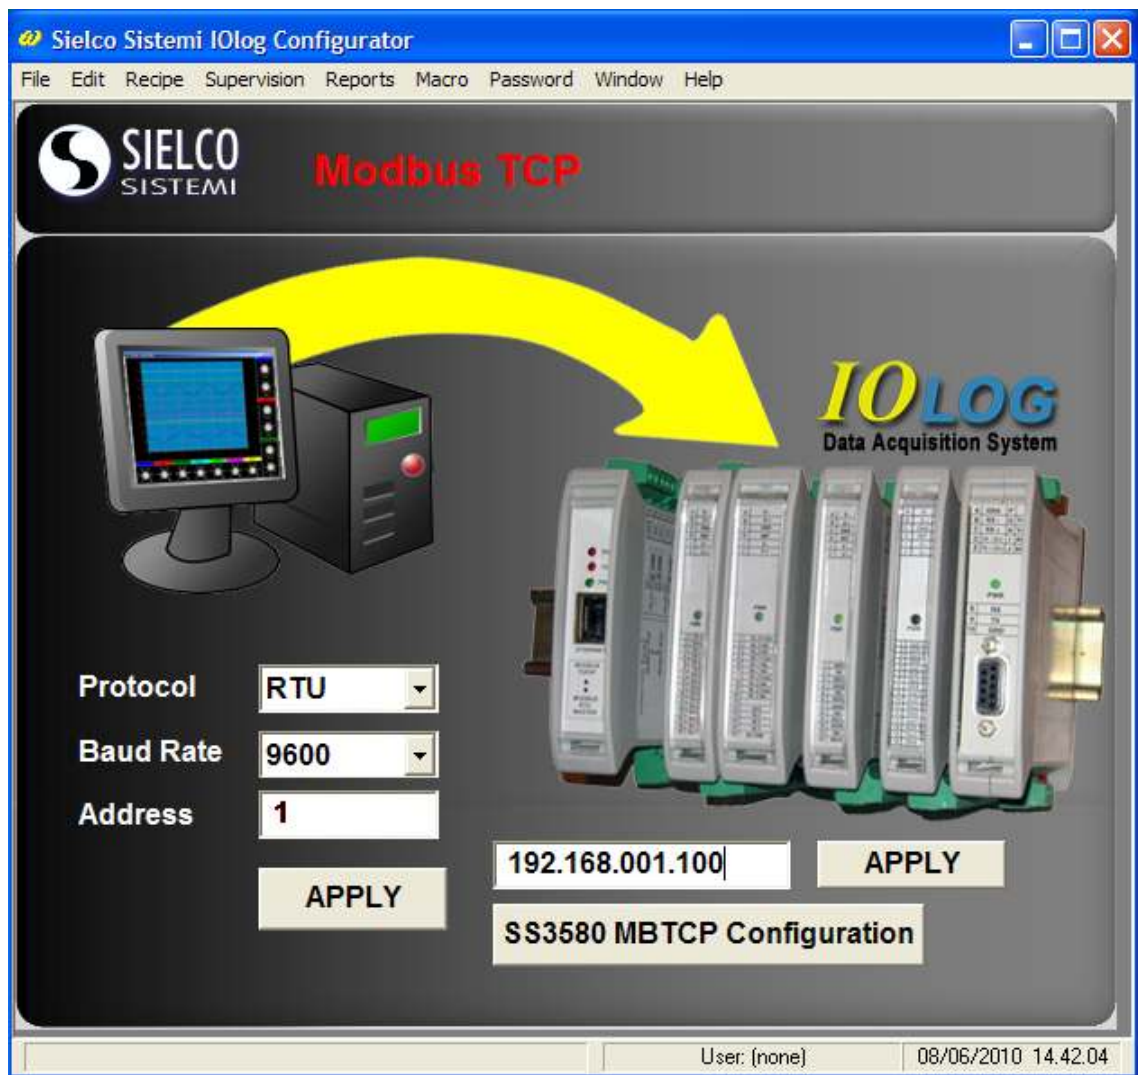 Sielco Sistemi IOlog Configurator
File Edit Recipe Supervision Reports Macro Password Window Help
SIELCO
SISTEMI
Modbus TCP
IOLOG
Data Acquisition System
Protocol RTU
Baud Rate 9600
Address 1
192.168.001.100 APPLY
APPLY
SS3580 MBTCP Configuration
User: (none) 08/06/2010 14.42.04